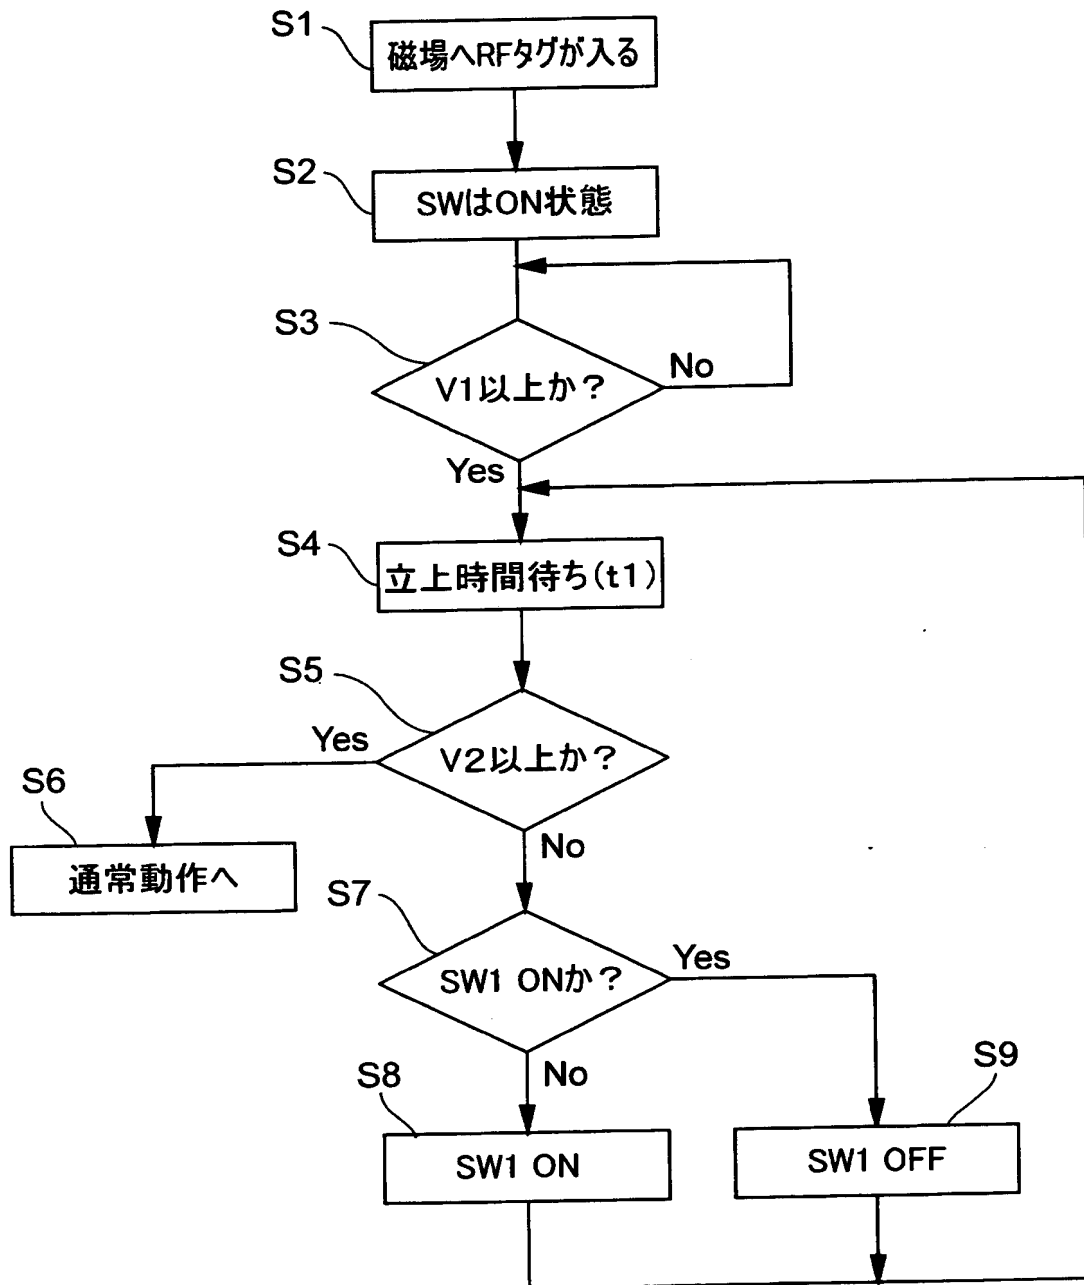 S1
磁場へRFタグが入る
S2
SWはON状態
S3
V1以上か？
No
Yes
S4
立上時間待ち(t1)
S5
Yes
V2以上か？
S6
No
通常動作へ
S7
Yes
SW1 ONか？
No
S8
S9
SW1 ON
SW1 OFF